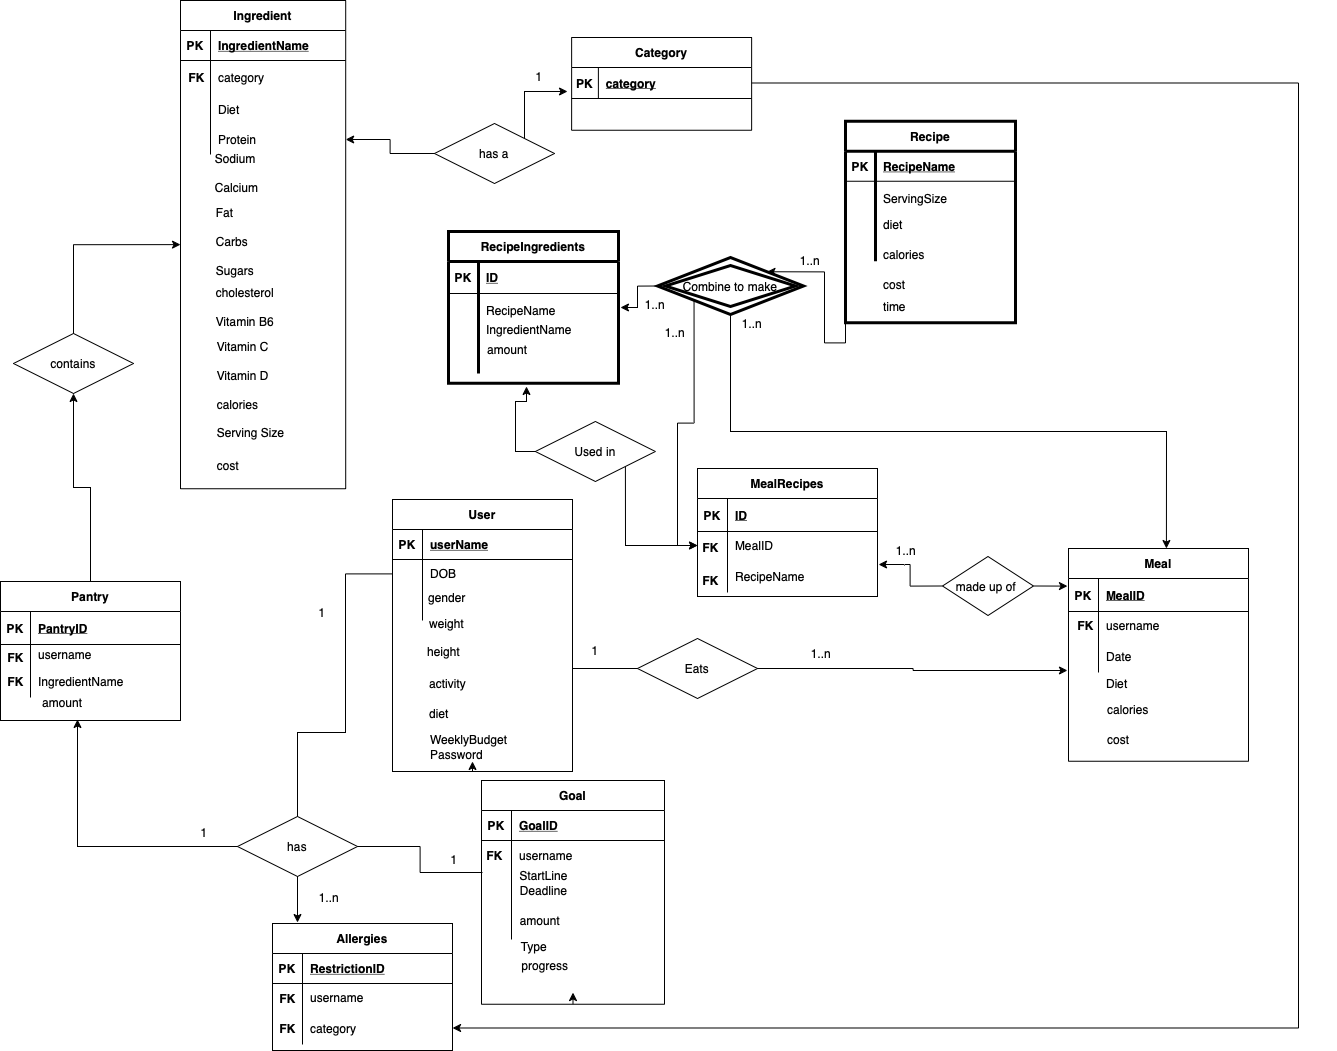 Ingredient
PK IngredientName
FK category
Diet
Protein
Sodium
Calcium
Fat
Carbs
Sugars
cholesterol
Vitamin B6
Vitamin C
Vitamin D
calories
Serving Size
cost
Category
PK category
1
has a
Recipe
PK RecipeName
ServingSize
diet
calories
cost
time
RecipeIngredients
PK ID
RecipeName
IngredientName
amount
Combine to make
1..n
1..n
1..n
1..n
contains
Used in
MealRecipes
PK ID
FK MealID
FK RecipeName
User
PK userName
DOB
gender
weight
height
activity
diet
WeeklyBudget
Password
1..n
made up of
Meal
PK MealID
FK username
Date
Diet
calories
cost
Pantry
PK PantryID
FK username
FK IngredientName
amount
1
1
Eats
1..n
Goal
PK GoalID
FK username
StartLine
Deadline
amount
Type
progress
1
has
1
1..n
Allergies
PK RestrictionID
FK username
FK category